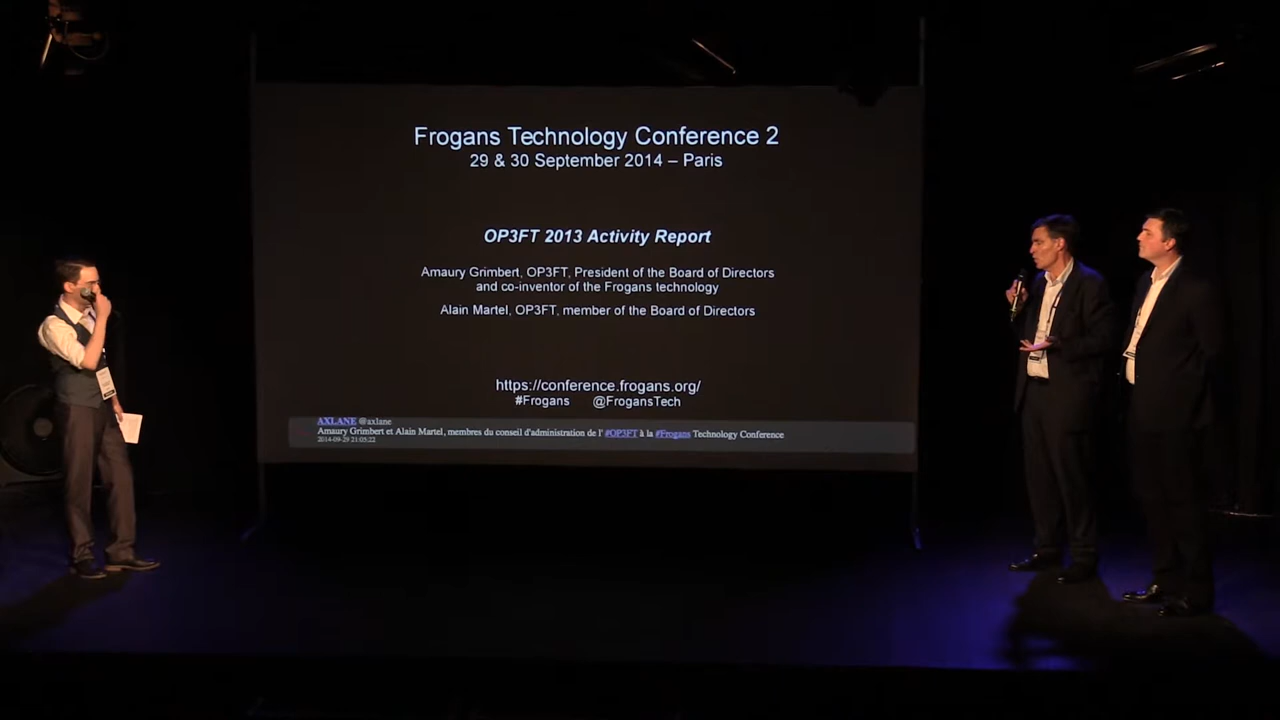 Frogans Technology Conference 2
29 & 30 September 2014 – Paris
OP3FT 2013 Activity Report
Amaury Grimbert, OP3FT, President of the Board of Directors
and co-inventor of the Frogans technology
Alain Martel, OP3FT, member of the Board of Directors
https://conference.frogans.org/
#Frogans @FrogansTech
AXLANE @axlane
Amaury Grimbert et Alain Martel, membres du conseil d'administration de l' #OP3FT à la #Frogans Technology Conference
2014-09-29 21:05:22